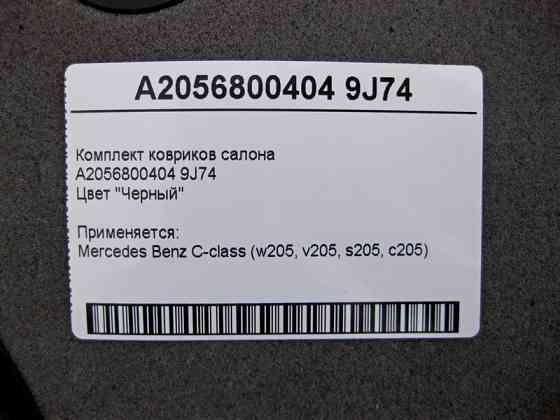 A2056800404 9J74
Комплект ковриков салона
A2056800404 9J74
Цвет "Черный"
Применяется:
Mercedes Benz C-class (w205, v205, s205, c205)